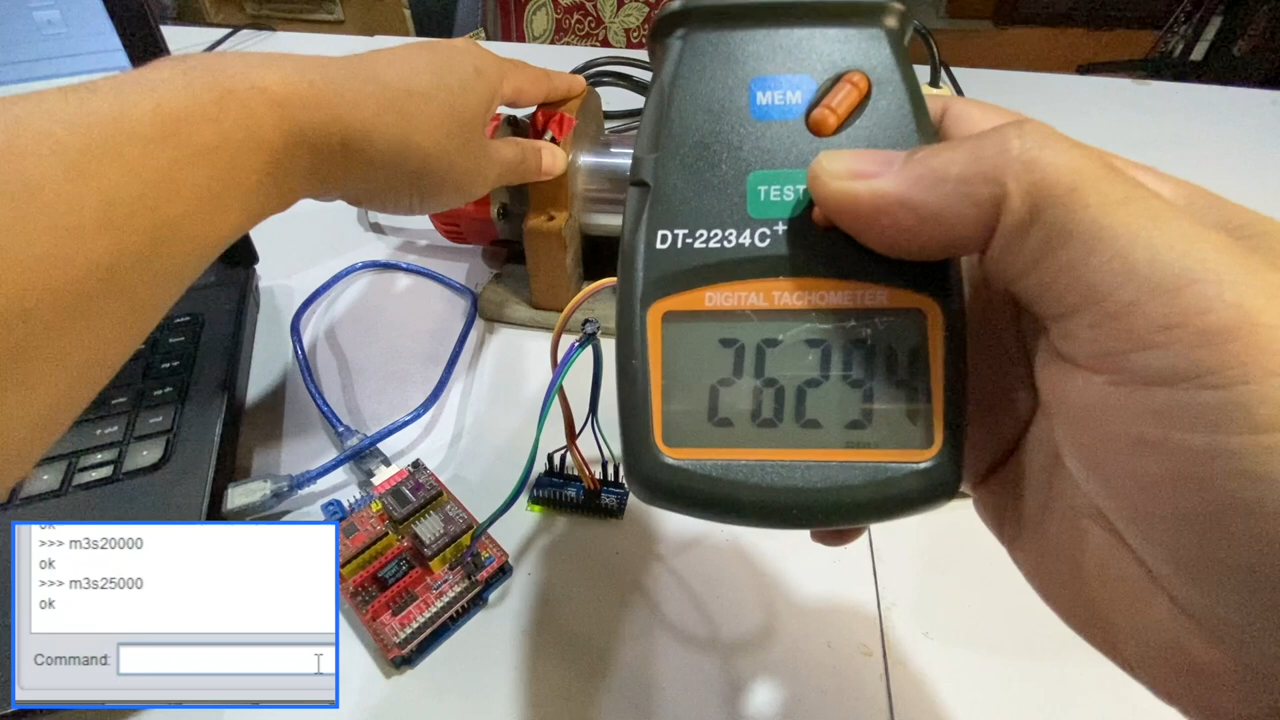 MEM
TEST
DT-2234C+
DIGITAL TACHOMETER
26294
>>> m3s20000
ok
>>> m3s25000
ok
Command: